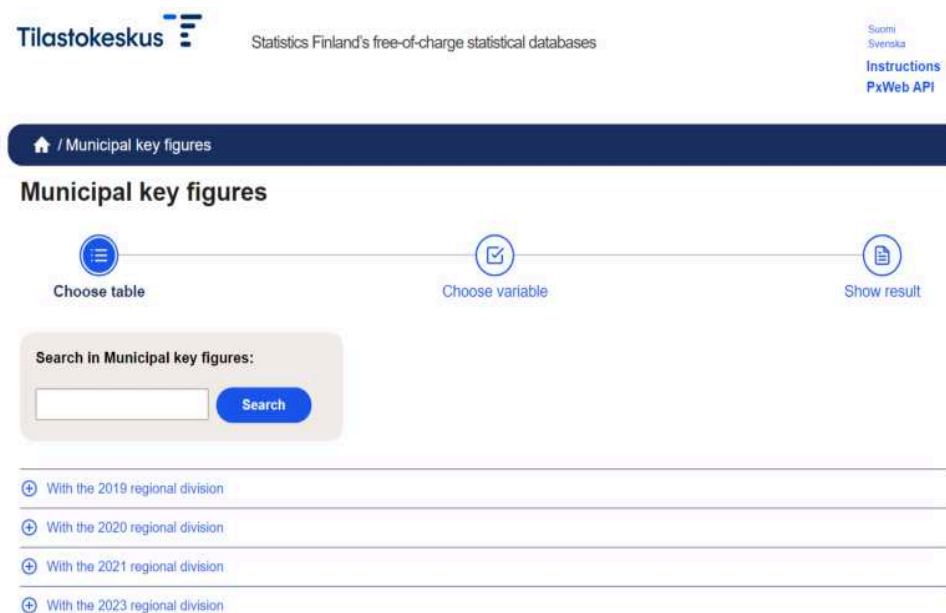 Tilastokeskus
Statistics Finland's free-of-charge statistical databases
Suomi
Svenska
Instructions
PxWeb API
/ Municipal key figures
Municipal key figures
Choose table
Choose variable
Show result
Search in Municipal key figures:
Search
With the 2019 regional division
With the 2020 regional division
With the 2021 regional division
With the 2023 regional division